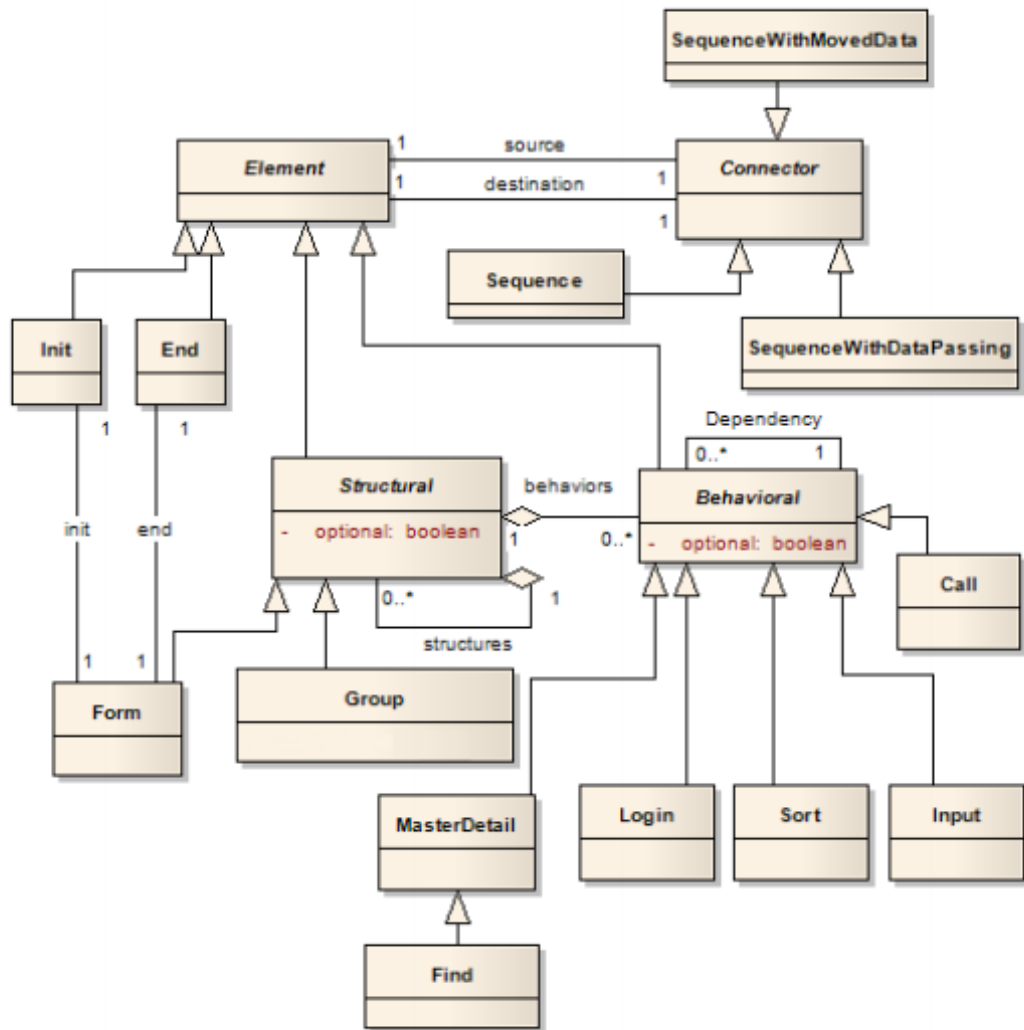 SequenceWithMovedData
Element
1
source
1
destination
1
1
Connector
Sequence
SequenceWithDataPassing
Init
End
1
1
init
end
1
1
Form
Structural
- optional: boolean
behaviors
1
0..*
Dependency
0..*
1
Behavioral
- optional: boolean
0..*
1
structures
Call
Group
MasterDetail
Login
Sort
Input
Find